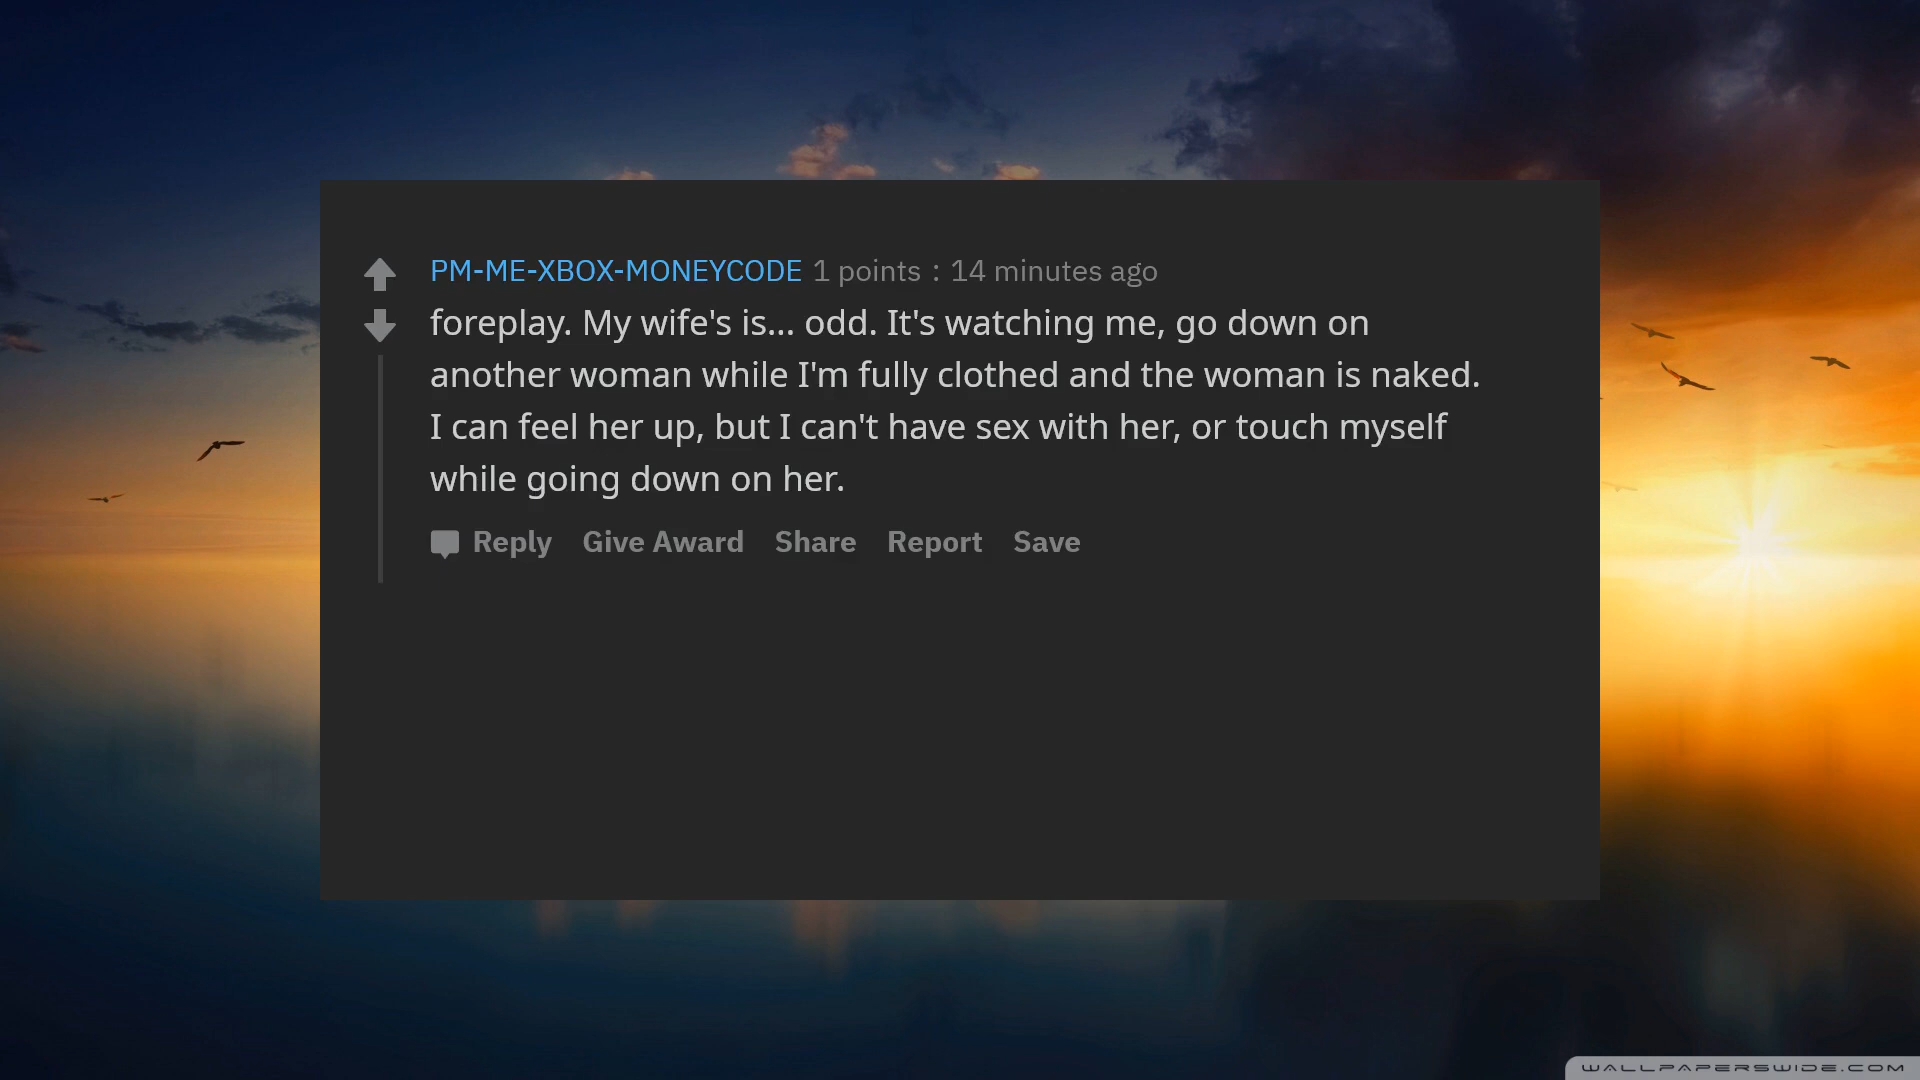 PM-ME-XBOX-MONEYCODE 1 points : 14 minutes ago
foreplay. My wife's is... odd. It's watching me, go down on
another woman while I'm fully clothed and the woman is naked.
I can feel her up, but I can't have sex with her, or touch myself
while going down on her.
Reply Give Award Share Report Save
WALLPAPERSWIDE.COM